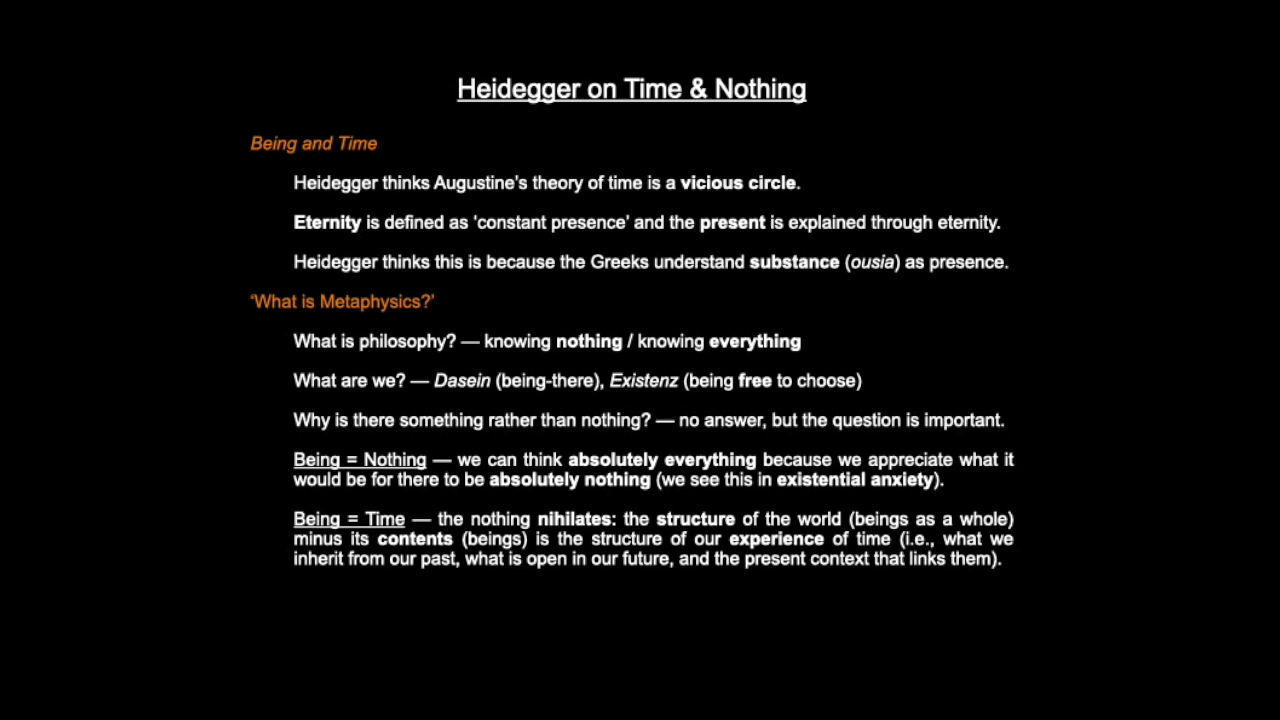 Heidegger on Time & Nothing
Being and Time
Heidegger thinks Augustine's theory of time is a vicious circle.
Eternity is defined as 'constant presence' and the present is explained through eternity.
Heidegger thinks this is because the Greeks understand substance (ousia) as presence.
'What is Metaphysics?'
What is philosophy? — knowing nothing / knowing everything
What are we? — Dasein (being-there), Existenz (being free to choose)
Why is there something rather than nothing? — no answer, but the question is important.
Being = Nothing — we can think absolutely everything because we appreciate what it
would be for there to be absolutely nothing (we see this in existential anxiety).
Being = Time — the nothing nihilates: the structure of the world (beings as a whole)
minus its contents (beings) is the structure of our experience of time (i.e., what we
inherit from our past, what is open in our future, and the present context that links them).